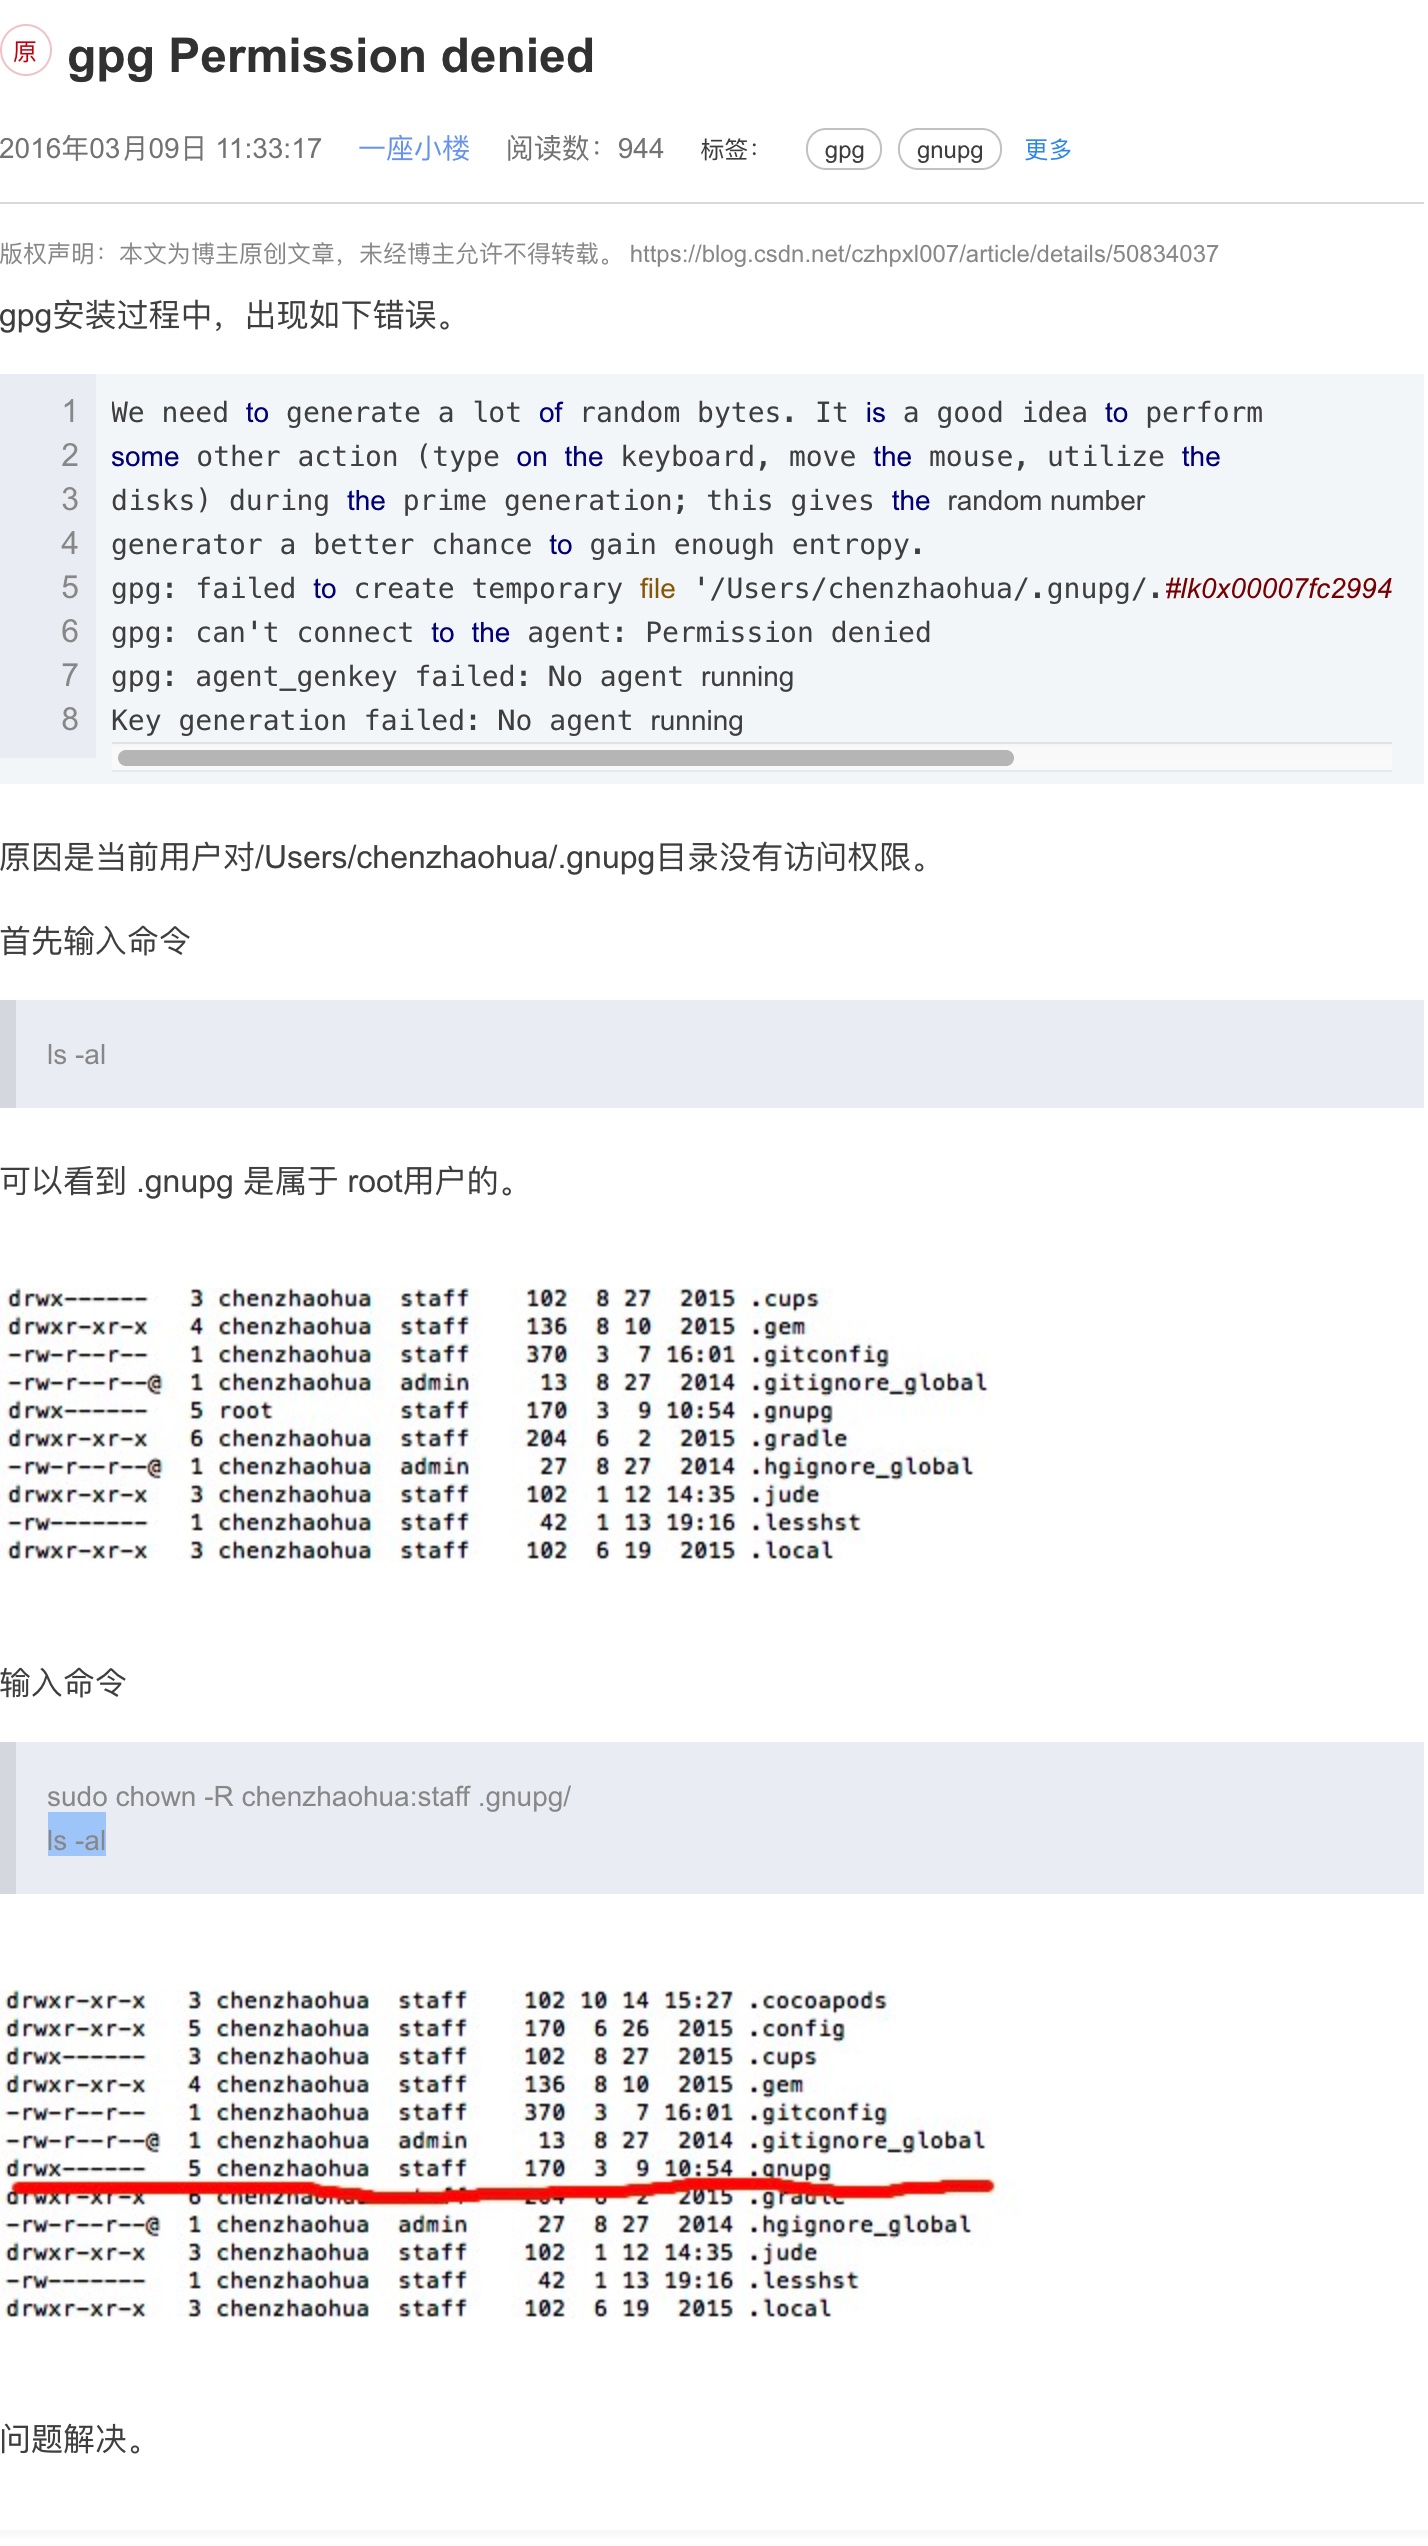 原 gpg Permission denied
2016年03月09日 11:33:17 一座小楼 阅读数：944 标签： gpg gnupg 更多
版权声明：本文为博主原创文章，未经博主允许不得转载。 https://blog.csdn.net/czhpxl007/article/details/50834037
gpg安装过程中，出现如下错误。
1 We need to generate a lot of random bytes. It is a good idea to perform
2 some other action (type on the keyboard, move the mouse, utilize the
3 disks) during the prime generation; this gives the random number
4 generator a better chance to gain enough entropy.
5 gpg: failed to create temporary file '/Users/chenzhaohua/.gnupg/.#lk0x00007fc2994
6 gpg: can't connect to the agent: Permission denied
7 gpg: agent_genkey failed: No agent running
8 Key generation failed: No agent running
原因是当前用户对/Users/chenzhaohua/.gnupg目录没有访问权限。
首先输入命令
ls -al
可以看到 .gnupg 是属于 root用户的。
drwx------ 3 chenzhaohua staff 102 8 27 2015 .cups
drwxr-xr-x 4 chenzhaohua staff 136 8 10 2015 .gem
-rw-r--r-- 1 chenzhaohua staff 370 3 7 16:01 .gitconfig
-rw-r--r--@ 1 chenzhaohua admin 13 8 27 2014 .gitignore_global
drwx------ 5 root staff 170 3 9 10:54 .gnupg
drwxr-xr-x 6 chenzhaohua staff 204 6 2 2015 .gradle
-rw-r--r--@ 1 chenzhaohua admin 27 8 27 2014 .hgignore_global
drwxr-xr-x 3 chenzhaohua staff 102 1 12 14:35 .jude
-rw------- 1 chenzhaohua staff 42 1 13 19:16 .lesshst
drwxr-xr-x 3 chenzhaohua staff 102 6 19 2015 .local
输入命令
sudo chown -R chenzhaohua:staff .gnupg/
ls -al
drwxr-xr-x 3 chenzhaohua staff 102 10 14 15:27 .cocoapods
drwxr-xr-x 5 chenzhaohua staff 170 6 26 2015 .config
drwx------ 3 chenzhaohua staff 102 8 27 2015 .cups
drwxr-xr-x 4 chenzhaohua staff 136 8 10 2015 .gem
-rw-r--r-- 1 chenzhaohua staff 370 3 7 16:01 .gitconfig
-rw-r--r--@ 1 chenzhaohua admin 13 8 27 2014 .gitignore_global
drwx------ 5 chenzhaohua staff 170 3 9 10:54 .gnupg
drwxr-xr-x 6 chenzhaohua staff 204 6 2 2015 .gradle
-rw-r--r--@ 1 chenzhaohua admin 27 8 27 2014 .hgignore_global
drwxr-xr-x 3 chenzhaohua staff 102 1 12 14:35 .jude
-rw------- 1 chenzhaohua staff 42 1 13 19:16 .lesshst
drwxr-xr-x 3 chenzhaohua staff 102 6 19 2015 .local
问题解决。